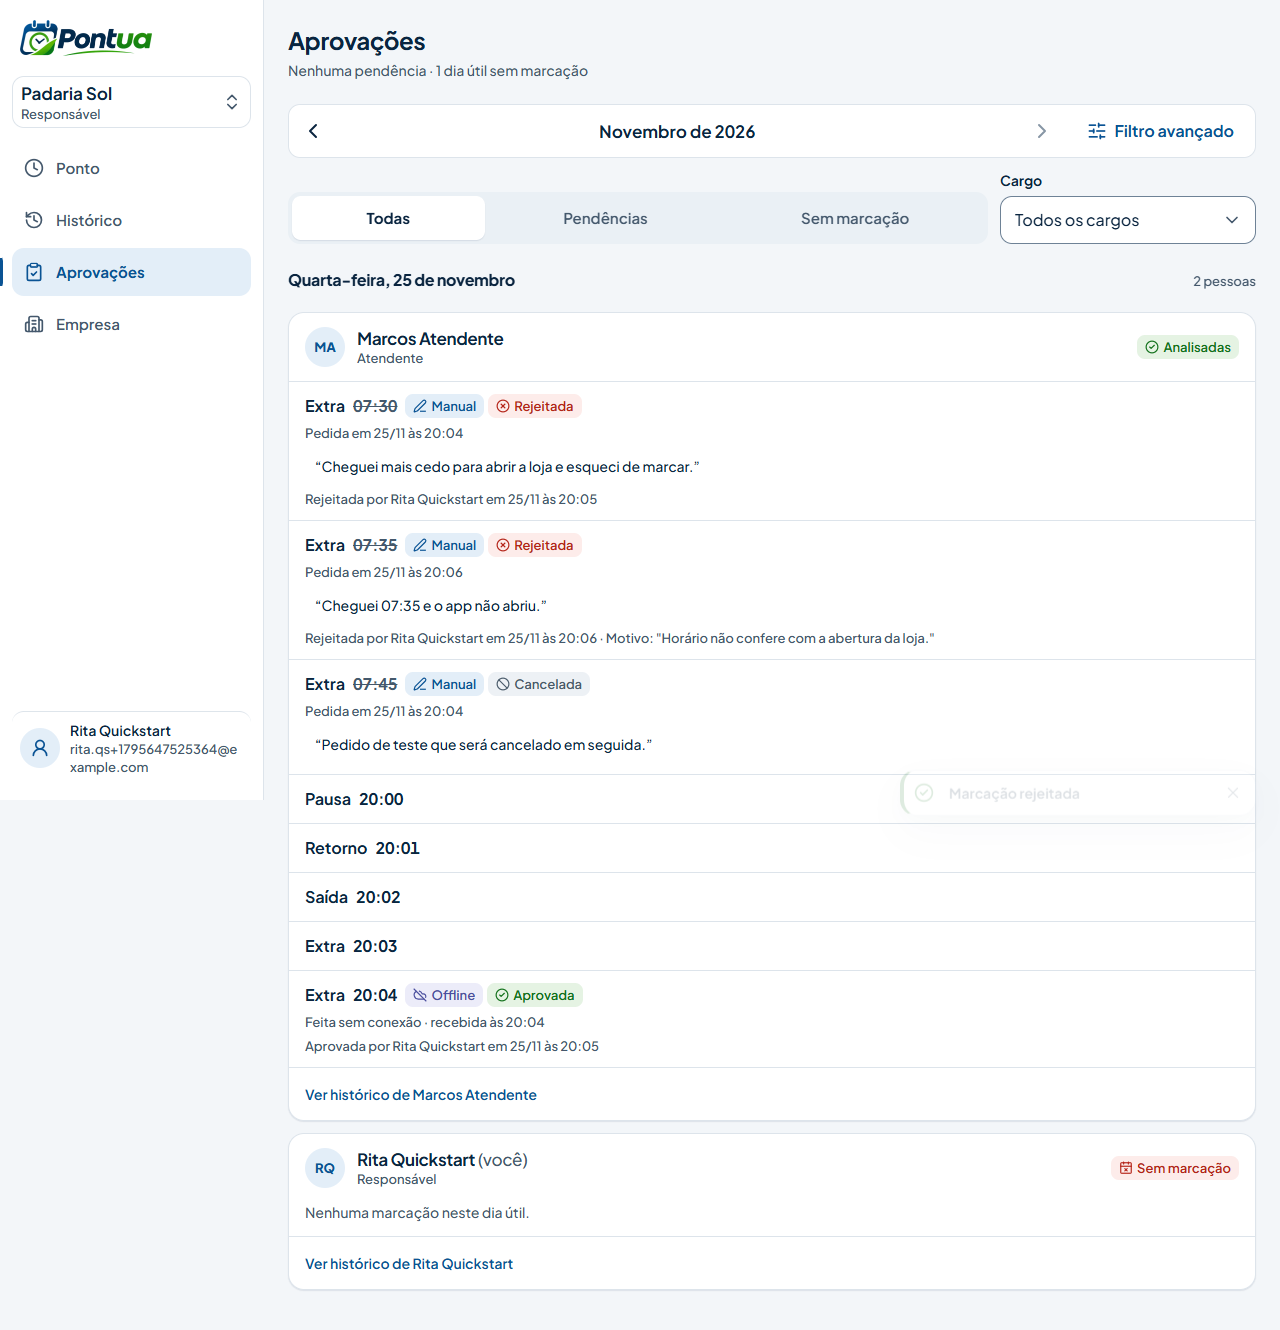 Pontua
Padaria Sol
Responsável
Ponto
Histórico
Aprovações
Empresa
Rita Quickstart
rita.qs+1795647525364@e
xample.com
Aprovações
Nenhuma pendência · 1 dia útil sem marcação
Novembro de 2026
Filtro avançado
Todas
Pendências
Sem marcação
Cargo
Todos os cargos
Quarta-feira, 25 de novembro
2 pessoas
MA
Marcos Atendente
Atendente
Analisadas
Extra 07:30 Manual Rejeitada
Pedida em 25/11 às 20:04
“Cheguei mais cedo para abrir a loja e esqueci de marcar.”
Rejeitada por Rita Quickstart em 25/11 às 20:05
Extra 07:35 Manual Rejeitada
Pedida em 25/11 às 20:06
“Cheguei 07:35 e o app não abriu.”
Rejeitada por Rita Quickstart em 25/11 às 20:06 · Motivo: "Horário não confere com a abertura da loja."
Extra 07:45 Manual Cancelada
Pedida em 25/11 às 20:04
“Pedido de teste que será cancelado em seguida.”
Pausa 20:00
Marcação rejeitada
Retorno 20:01
Saída 20:02
Extra 20:03
Extra 20:04 Offline Aprovada
Feita sem conexão · recebida às 20:04
Aprovada por Rita Quickstart em 25/11 às 20:05
Ver histórico de Marcos Atendente
RQ
Rita Quickstart (você)
Responsável
Sem marcação
Nenhuma marcação neste dia útil.
Ver histórico de Rita Quickstart